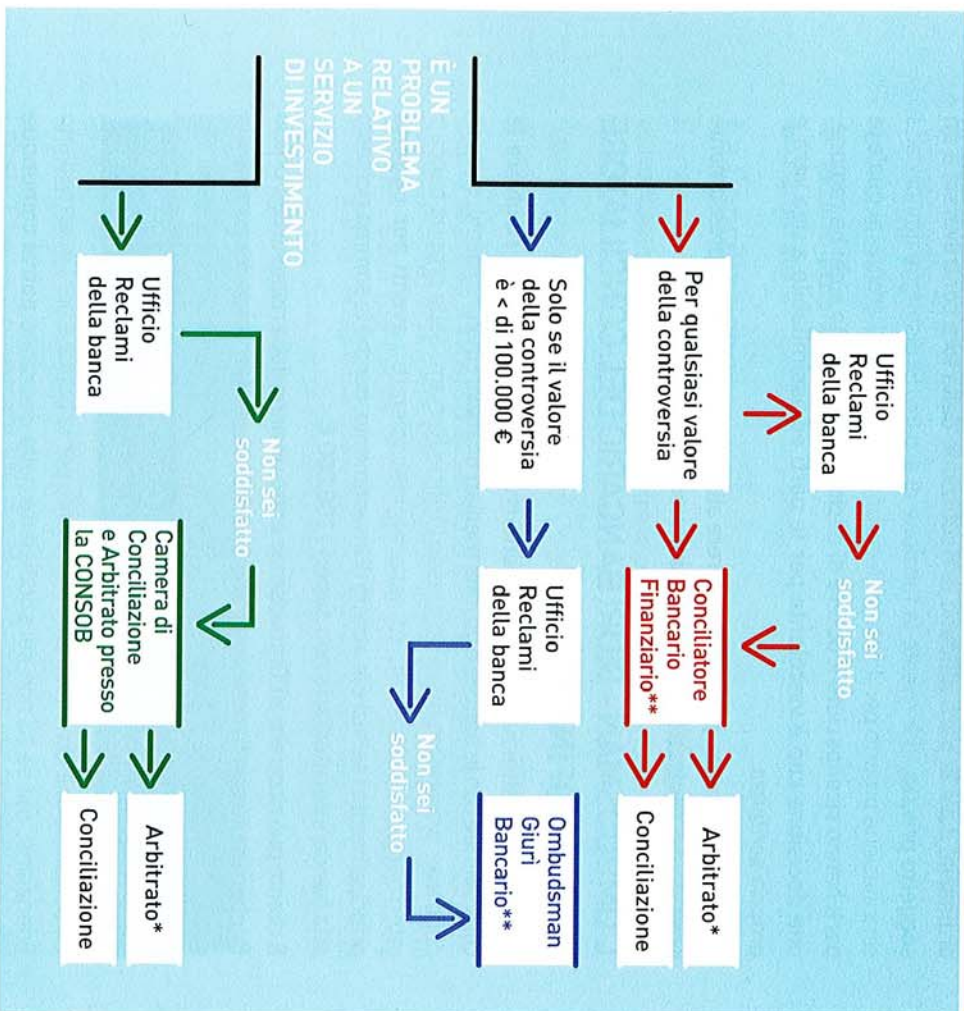 È UN
PROBLEMA
RELATIVO
A UN
SERVIZIO
DI INVESTIMENTO
Ufficio
Reclami
della banca
Non sei
soddisfatto
Per qualsiasi valore
della controversia
Conciliatore
Bancario
Finanziario**
Arbitrato*
Conciliazione
Solo se il valore
della controversia
è < di 100.000 €
Ufficio
Reclami
della banca
Non sei
soddisfatto
Ombudsman
Giurì
Bancario**
Ufficio
Reclami
della banca
Non sei
soddisfatto
Camera di
Conciliazione
e Arbitrato presso
la CONSOB
Arbitrato*
Conciliazione